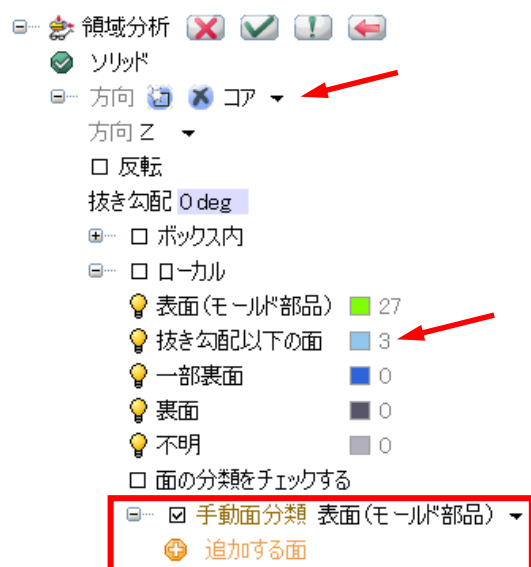 領域分析
ソリッド
方向 コア
方向 Z
反転
抜き勾配 0 deg
ボックス内
ローカル
表面(モールド部品) 27
抜き勾配以下の面 3
一部裏面 0
裏面 0
不明 0
面の分類をチェックする
手動面分類 表面(モールド部品)
追加する面